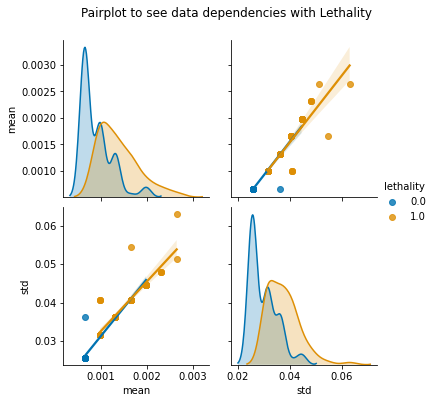 Pairplot to see data dependencies with Lethality
0.0030
0.0025
0.0020
0.0015
0.0010
mean
lethality
0.0
1.0
0.06
0.05
0.04
0.03
std
0.001 0.002 0.003
mean
0.02 0.04 0.06
std